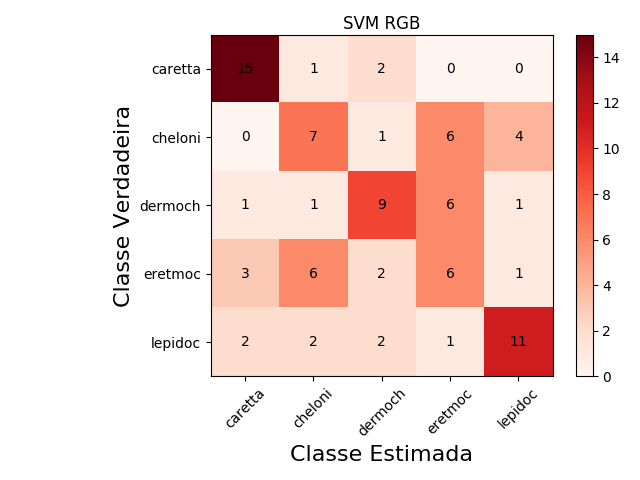 SVM RGB
Classe Verdadeira
caretta 15 1 2 0 0
cheloni 0 7 1 6 4
dermoch 1 1 9 6 1
eretmoc 3 6 2 6 1
lepidoc 2 2 2 1 11
caretta cheloni dermoch eretmoc lepidoc
Classe Estimada
14
12
10
8
6
4
2
0